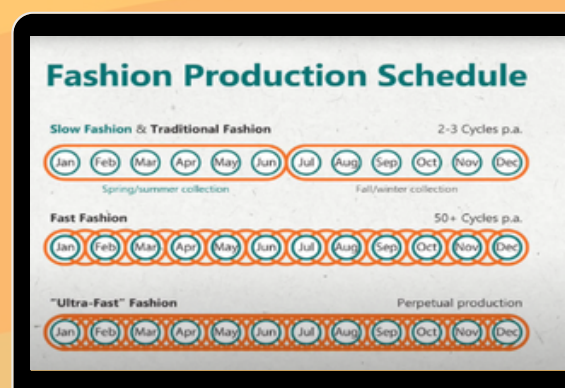 Fashion Production Schedule
Slow Fashion & Traditional Fashion 2-3 Cycles p.a.
Jan Feb Mar Apr May Jun Jul Aug Sep Oct Nov Dec
Spring/summer collection Fall/winter collection
Fast Fashion 50+ Cycles p.a.
Jan Feb Mar Apr May Jun Jul Aug Sep Oct Nov Dec
"Ultra-Fast" Fashion Perpetual production
Jan Feb Mar Apr May Jun Jul Aug Sep Oct Nov Dec